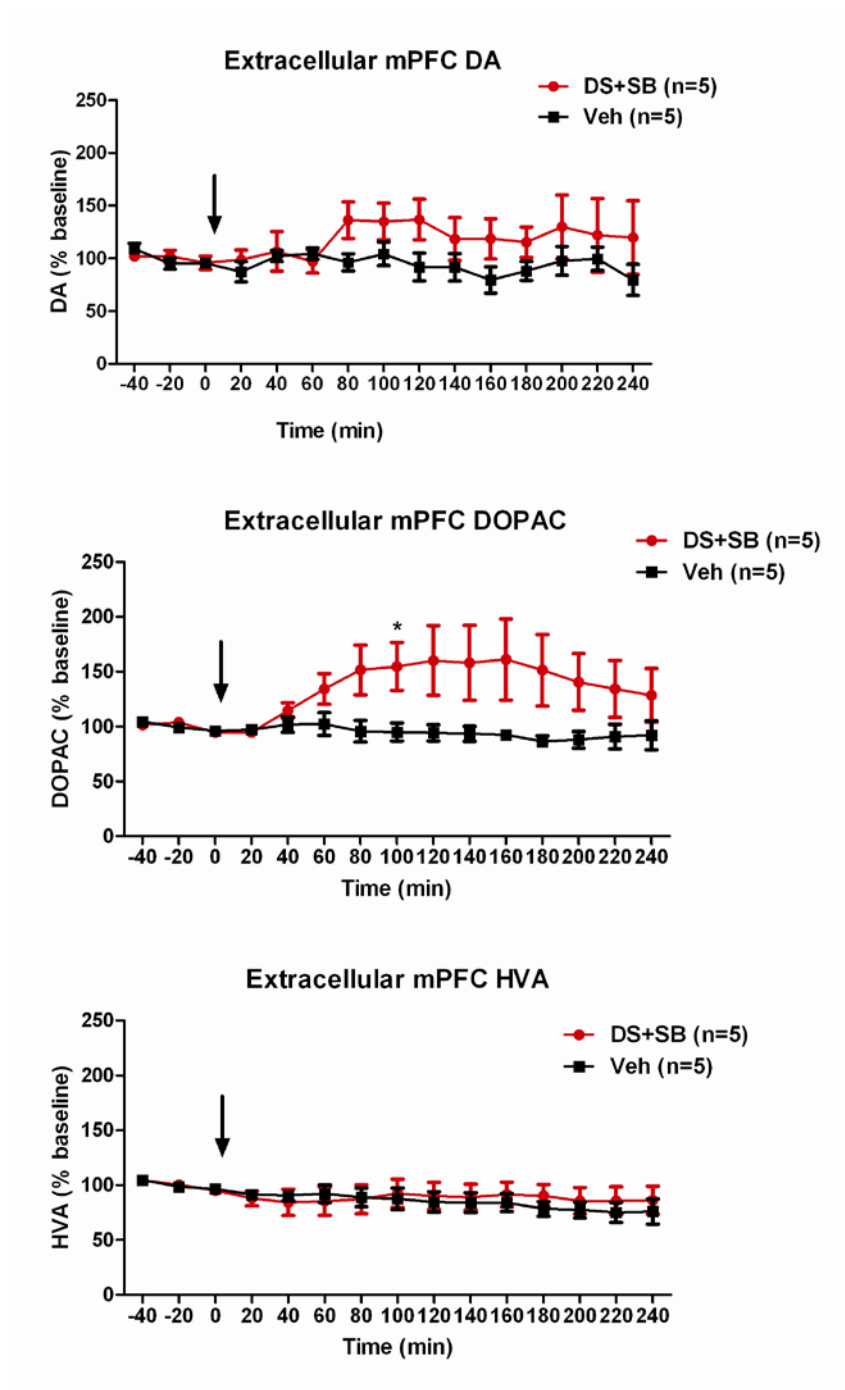 Extracellular mPFC DA
DS+SB (n=5)
Veh (n=5)
DA (% baseline)
250
200
150
100
50
0
-40 -20 0 20 40 60 80 100 120 140 160 180 200 220 240
Time (min)
Extracellular mPFC DOPAC
DS+SB (n=5)
Veh (n=5)
DOPAC (% baseline)
250
200
150
100
50
0
*
-40 -20 0 20 40 60 80 100 120 140 160 180 200 220 240
Time (min)
Extracellular mPFC HVA
DS+SB (n=5)
Veh (n=5)
HVA (% baseline)
250
200
150
100
50
0
-40 -20 0 20 40 60 80 100 120 140 160 180 200 220 240
Time (min)